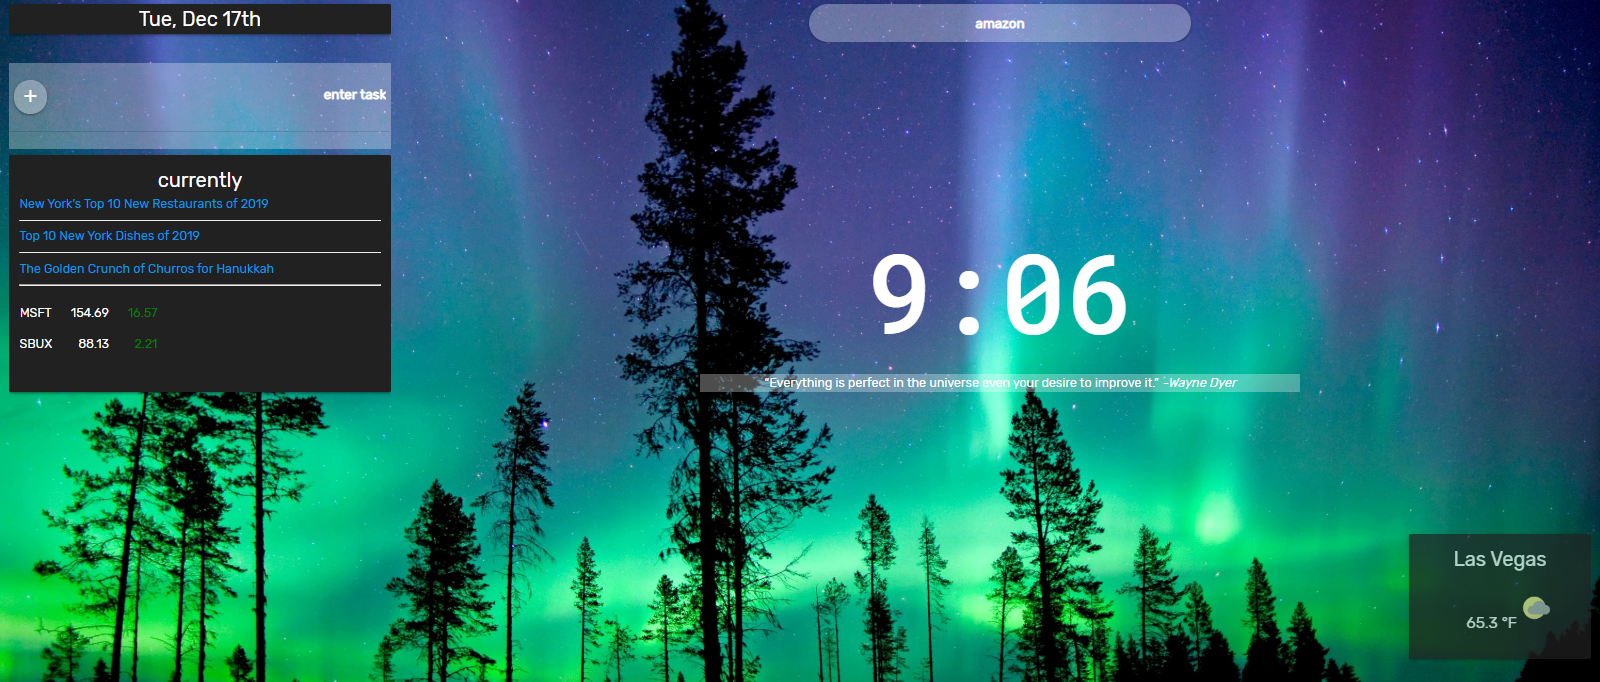 Tue, Dec 17th
amazon
+
enter task
currently
New York's Top 10 New Restaurants of 2019
Top 10 New York Dishes of 2019
The Golden Crunch of Churros for Hanukkah
MSFT 154.69 16.57
SBUX 88.13 2.21
9:06
"Everything is perfect in the universe even your desire to improve it." -Wayne Dyer
Las Vegas
65.3 °F